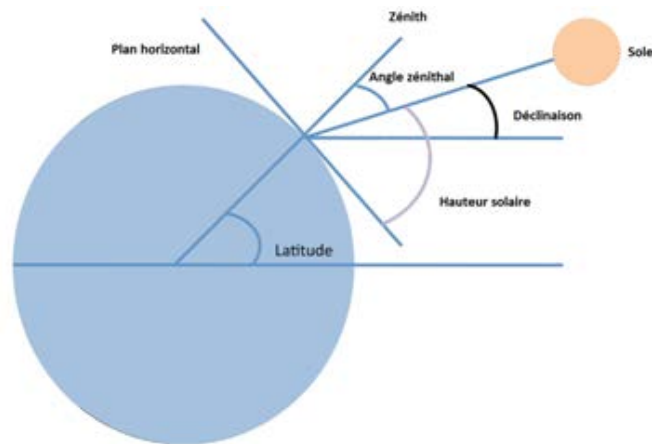 Zénith
Plan horizontal
Sole
Angle zénithal
Déclinaison
Hauteur solaire
Latitude